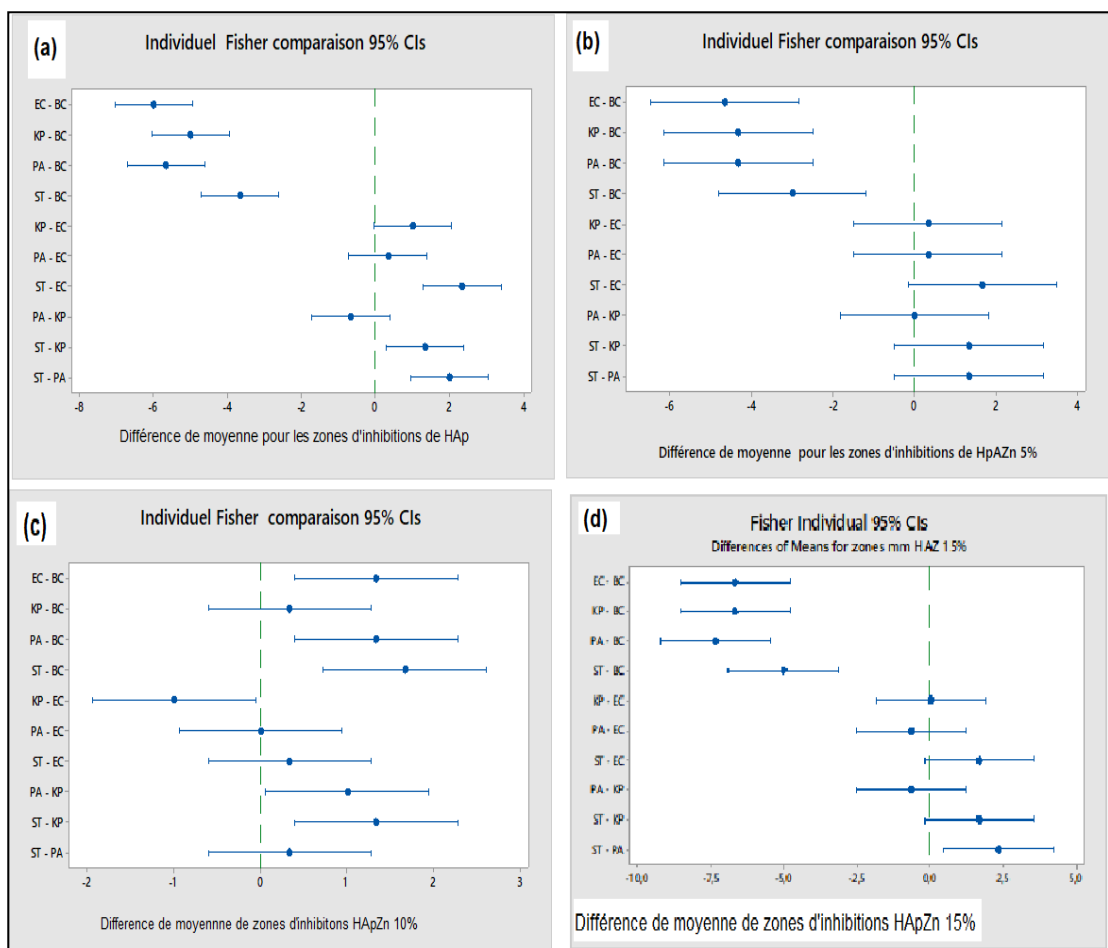 (a)
Individuel Fisher comparaison 95% CIs
EC - BC
KP - BC
PA - BC
ST - BC
KP - EC
PA - EC
ST - EC
PA - KP
ST - KP
ST - PA
-8 -6 -4 -2 0 2 4
Différence de moyenne pour les zones d'inhibitions de HAp
(b)
Individuel Fisher comparaison 95% CIs
EC - BC
KP - BC
PA - BC
ST - BC
KP - EC
PA - EC
ST - EC
PA - KP
ST - KP
ST - PA
-6 -4 -2 0 2 4
Différence de moyenne pour les zones d'inhibitions de HpAZn 5%
(c)
Individuel Fisher comparaison 95% CIs
EC - BC
KP - BC
PA - BC
ST - BC
KP - EC
PA - EC
ST - EC
PA - KP
ST - KP
ST - PA
-2 -1 0 1 2 3
Difference de moyennne de zones d'inhibitons HApZn 10%
(d)
Fisher Individual 95% CIs
Differences of Means for zones mm HAZ 15%
EC - BC
KP - BC
PA - BC
ST - BC
KP - EC
PA - EC
ST - EC
PA - KP
ST - KP
ST - PA
-10,0 -7,5 -5,0 -2,5 0,0 2,5 5,0
Différence de moyenne de zones d'inhibitions HApZn 15%